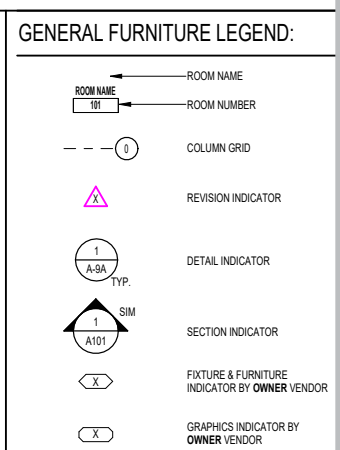 GENERAL FURNITURE LEGEND:
ROOM NAME
ROOM NAME
101
ROOM NUMBER
0
COLUMN GRID
X
REVISION INDICATOR
1
A-9A
TYP.
DETAIL INDICATOR
SIM
1
A101
SECTION INDICATOR
X
FIXTURE & FURNITURE
INDICATOR BY OWNER VENDOR
X
GRAPHICS INDICATOR BY
OWNER VENDOR